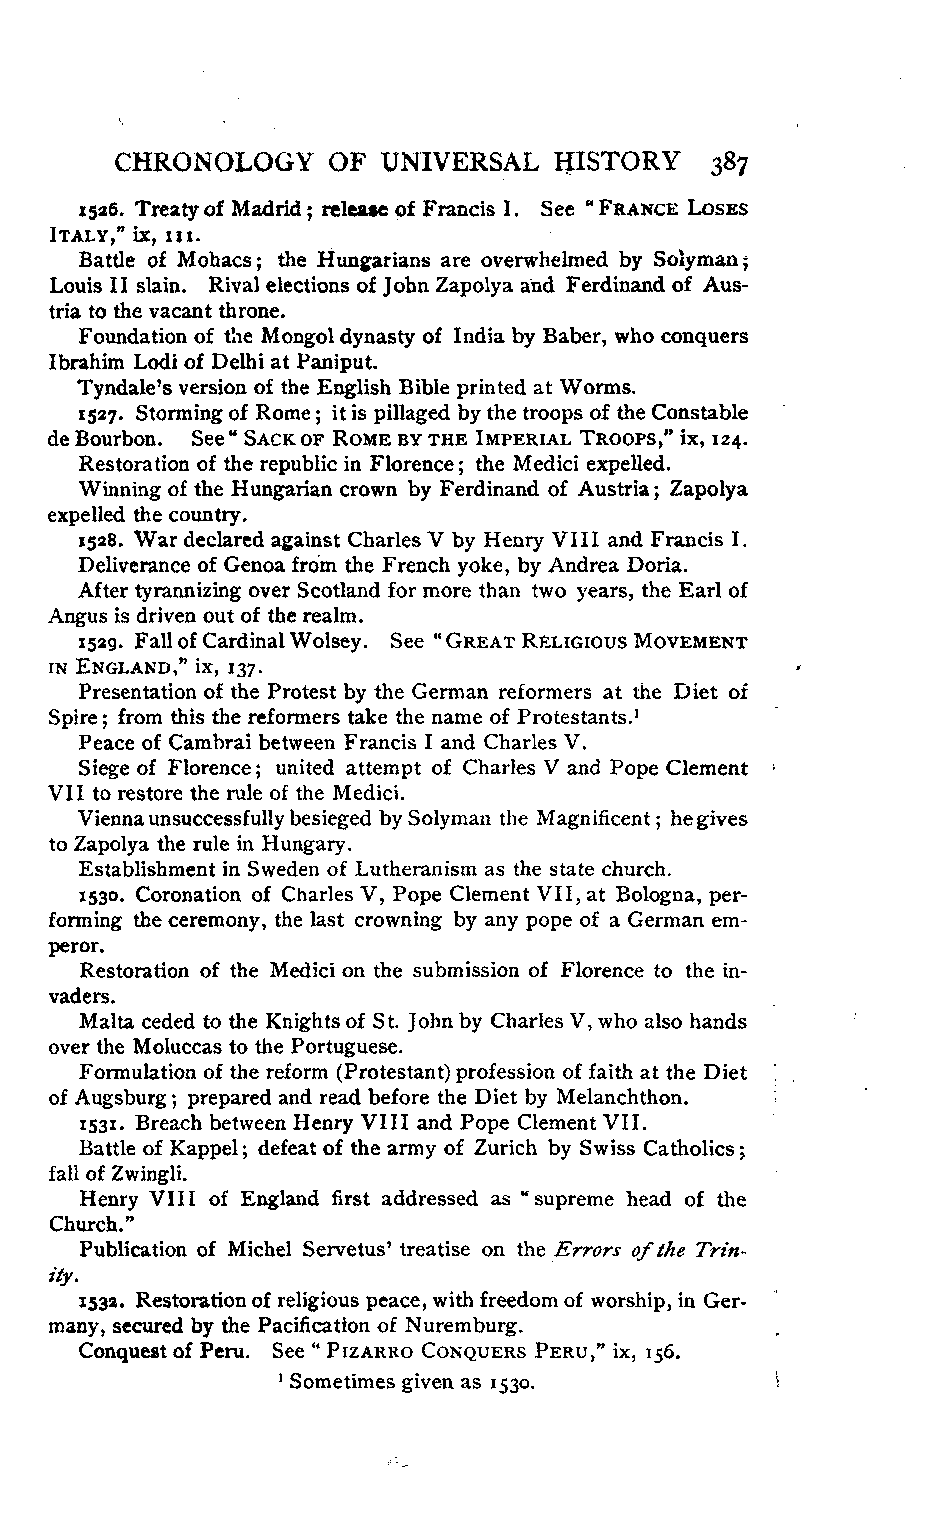 CHRONOLOGY OF UNIVERSAL HISTORY 387
1526. Treaty of Madrid; release of Francis I. See "FRANCE LOSES
ITALY," ix, 111.
Battle of Mohacs; the Hungarians are overwhelmed by Solyman;
Louis II slain. Rival elections of John Zapolya and Ferdinand of Aus-
tria to the vacant throne.
Foundation of the Mongol dynasty of India by Baber, who conquers
Ibrahim Lodi of Delhi at Paniput.
Tyndale's version of the English Bible printed at Worms.
1527. Storming of Rome; it is pillaged by the troops of the Constable
de Bourbon. See "SACK OF ROME BY THE IMPERIAL TROOPS," ix, 124.
Restoration of the republic in Florence; the Medici expelled.
Winning of the Hungarian crown by Ferdinand of Austria; Zapolya
expelled the country.
1528. War declared against Charles V by Henry VIII and Francis I.
Deliverance of Genoa from the French yoke, by Andrea Doria.
After tyrannizing over Scotland for more than two years, the Earl of
Angus is driven out of the realm.
1529. Fall of Cardinal Wolsey. See "GREAT RELIGIOUS MOVEMENT
IN ENGLAND," ix, 137.
Presentation of the Protest by the German reformers at the Diet of
Spire; from this the reformers take the name of Protestants.¹
Peace of Cambrai between Francis I and Charles V.
Siege of Florence; united attempt of Charles V and Pope Clement
VII to restore the rule of the Medici.
Vienna unsuccessfully besieged by Solyman the Magnificent; he gives
to Zapolya the rule in Hungary.
Establishment in Sweden of Lutheranism as the state church.
1530. Coronation of Charles V, Pope Clement VII, at Bologna, per-
forming the ceremony, the last crowning by any pope of a German em-
peror.
Restoration of the Medici on the submission of Florence to the in-
vaders.
Malta ceded to the Knights of St. John by Charles V, who also hands
over the Moluccas to the Portuguese.
Formulation of the reform (Protestant) profession of faith at the Diet
of Augsburg; prepared and read before the Diet by Melanchthon.
1531. Breach between Henry VIII and Pope Clement VII.
Battle of Kappel; defeat of the army of Zurich by Swiss Catholics;
fall of Zwingli.
Henry VIII of England first addressed as "supreme head of the
Church."
Publication of Michel Servetus' treatise on the Errors of the Trin-
ity.
1532. Restoration of religious peace, with freedom of worship, in Ger-
many, secured by the Pacification of Nuremburg.
Conquest of Peru. See "PIZARRO CONQUERS PERU," ix, 156.
¹ Sometimes given as 1530.